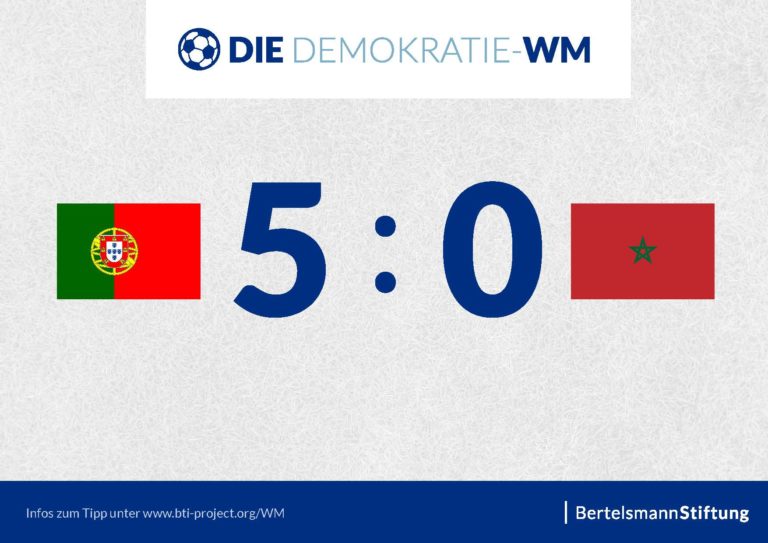 DIE DEMOKRATIE-WM
5:0
Infos zum Tipp unter www.bti-project.org/WM
BertelsmannStiftung